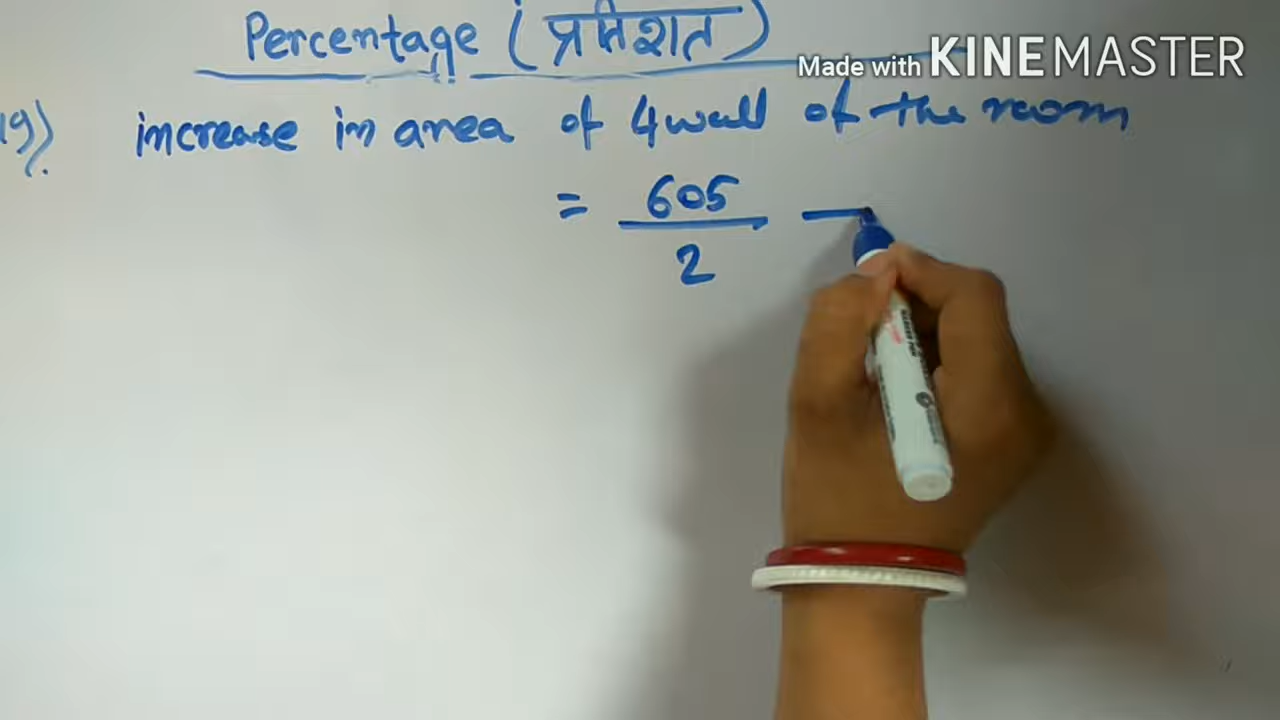 Percentage (प्रतिशत)
Made with KINEMASTER
19)
increase in area of 4 wall of the room
= 605/2 —